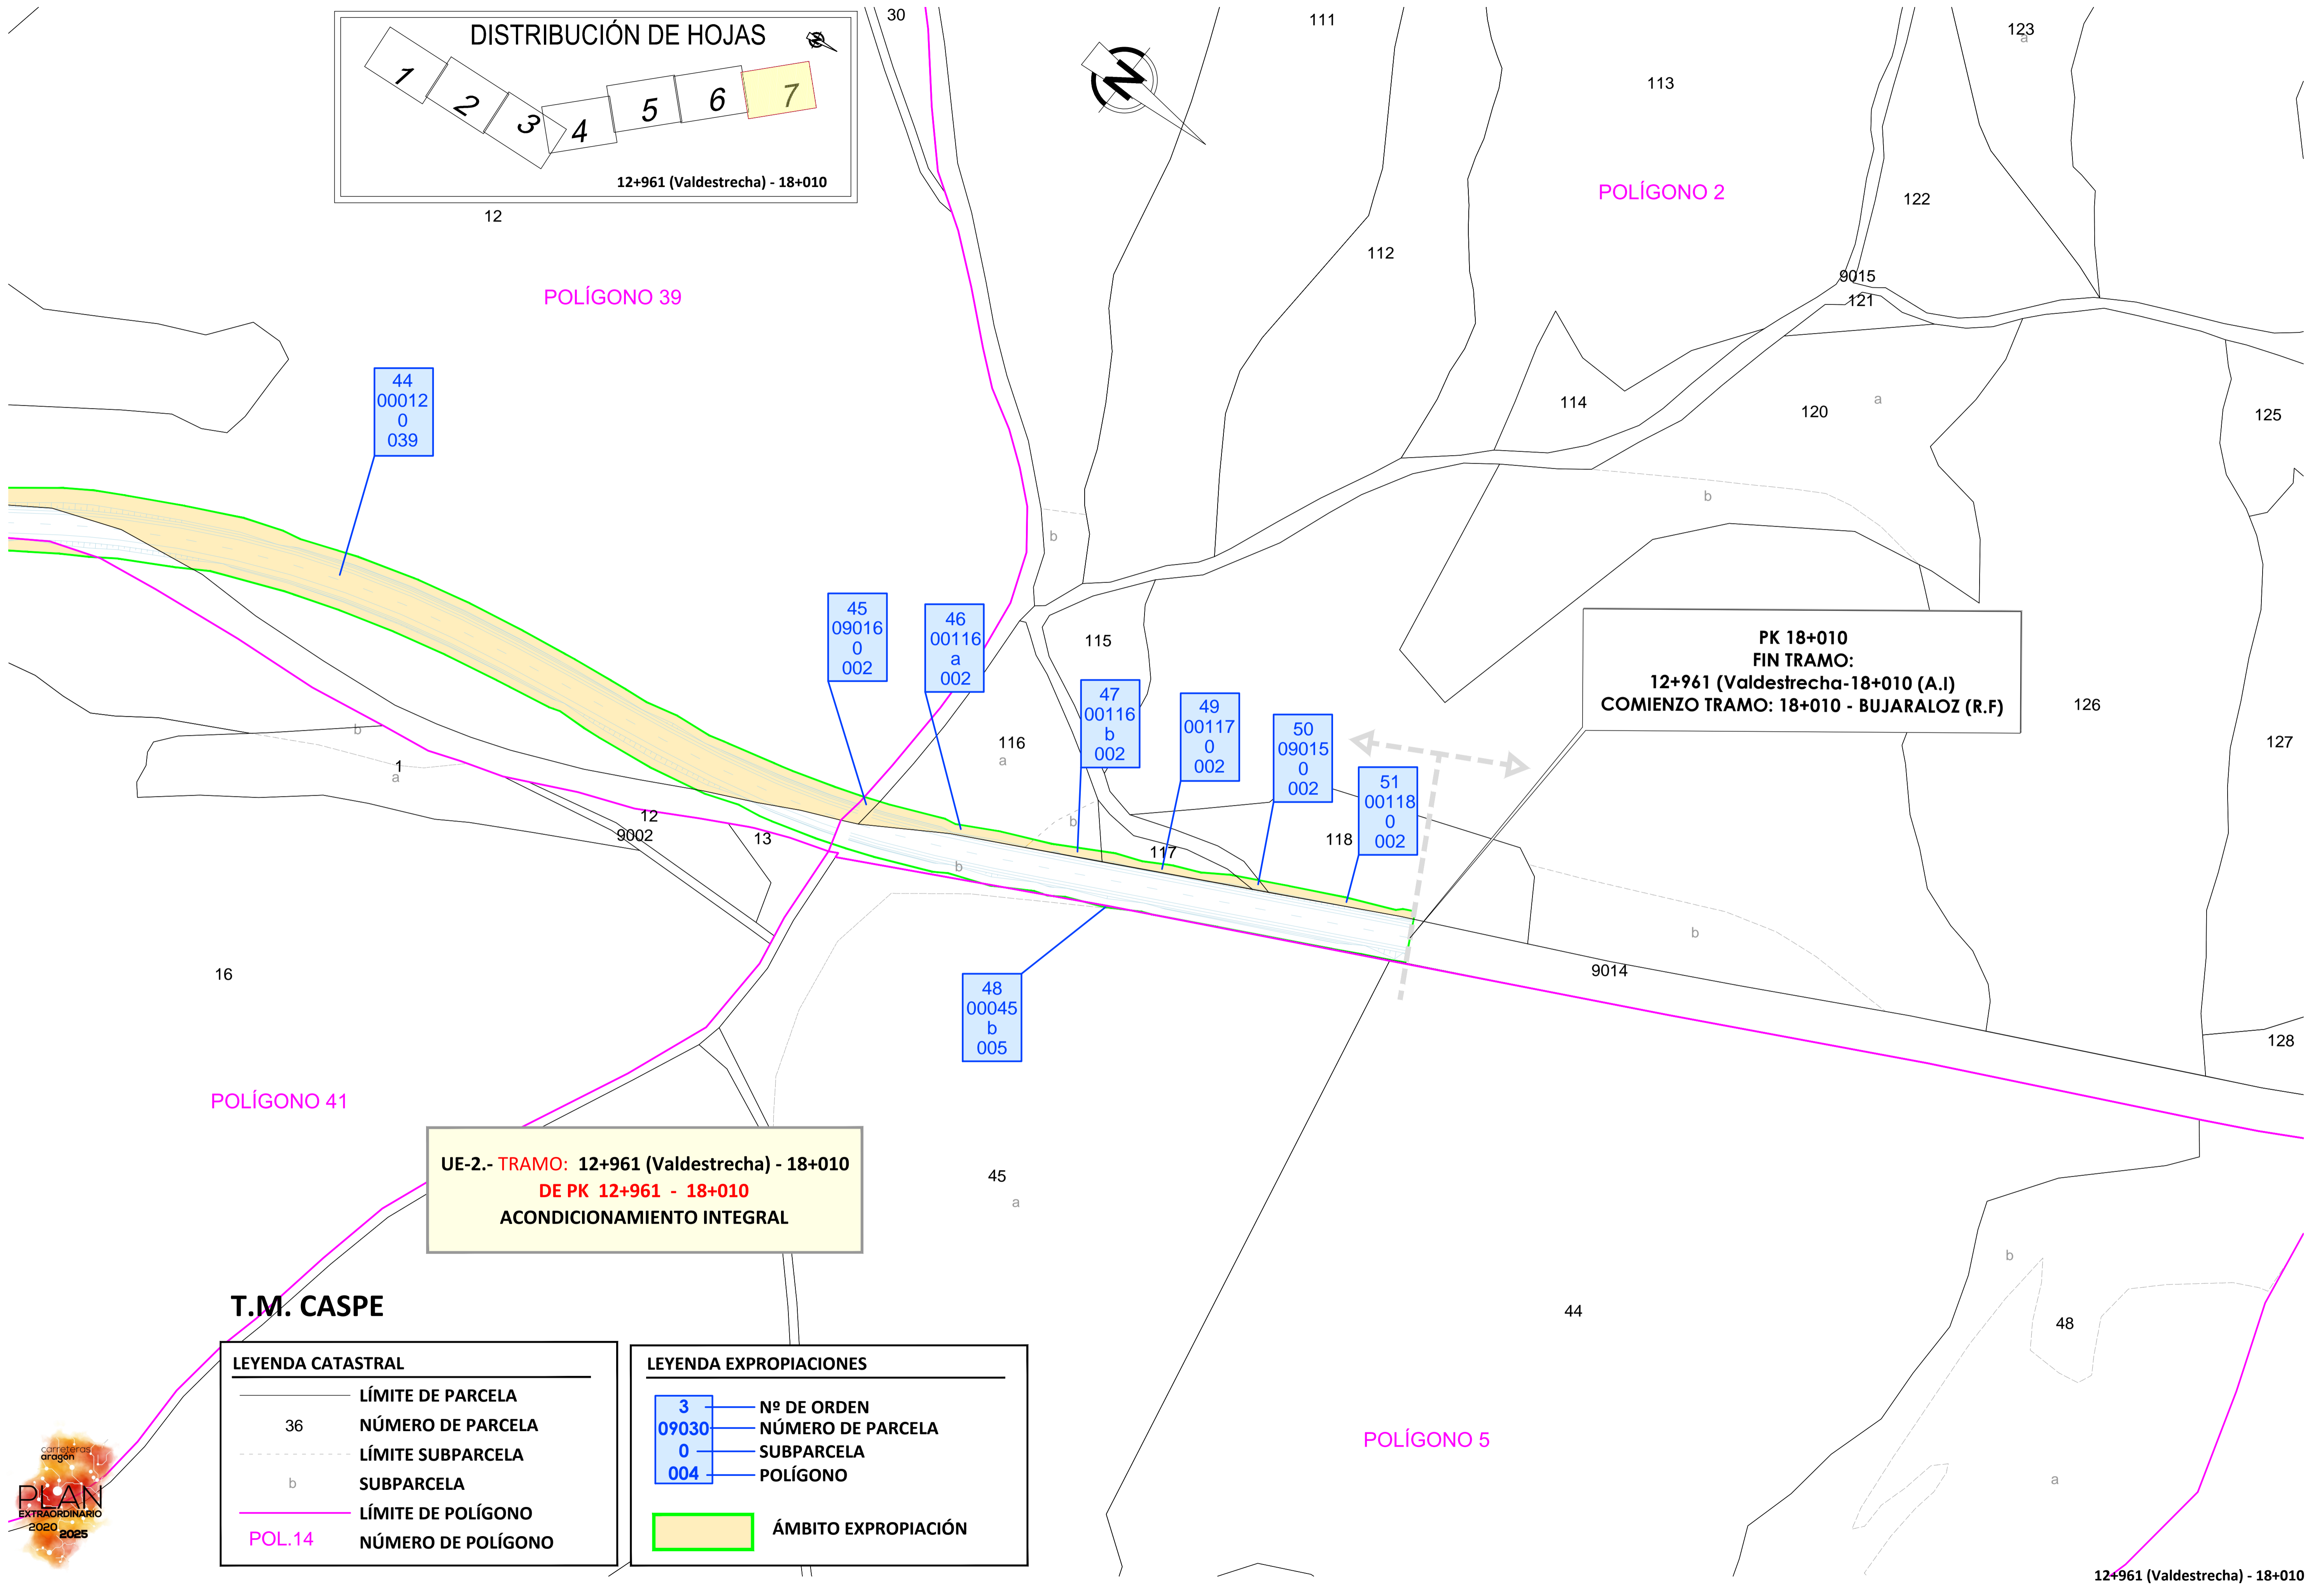 DISTRIBUCIÓN DE HOJAS
N
1
2
3
4
5
6
7
12+961 (Valdestrecha) - 18+010
30
111
N
113
123
a
POLÍGONO 2
122
12
112
POLÍGONO 39
9015
121
44
00012
0
039
114
120
a
125
b
b
45
09016
0
002
46
00116
a
002
115
47
00116
b
002
49
00117
0
002
50
09015
0
002
51
00118
0
002
PK 18+010
FIN TRAMO:
12+961 (Valdestrecha-18+010 (A.I)
COMIENZO TRAMO: 18+010 - BUJARALOZ (R.F)
126
127
116
a
b
1
a
12
9002
13
b
117
118
b
b
9014
16
48
00045
b
005
128
POLÍGONO 41
UE-2.- TRAMO: 12+961 (Valdestrecha) - 18+010
DE PK 12+961 - 18+010
ACONDICIONAMIENTO INTEGRAL
45
a
b
T.M. CASPE
44
48
LEYENDA CATASTRAL
LÍMITE DE PARCELA
36 NÚMERO DE PARCELA
LÍMITE SUBPARCELA
b SUBPARCELA
LÍMITE DE POLÍGONO
POL.14 NÚMERO DE POLÍGONO
LEYENDA EXPROPIACIONES
3 Nº DE ORDEN
09030 NÚMERO DE PARCELA
0 SUBPARCELA
004 POLÍGONO
ÁMBITO EXPROPIACIÓN
POLÍGONO 5
a
carreteras
aragón
PLAN
EXTRAORDINARIO
2020 2025
12+961 (Valdestrecha) - 18+010